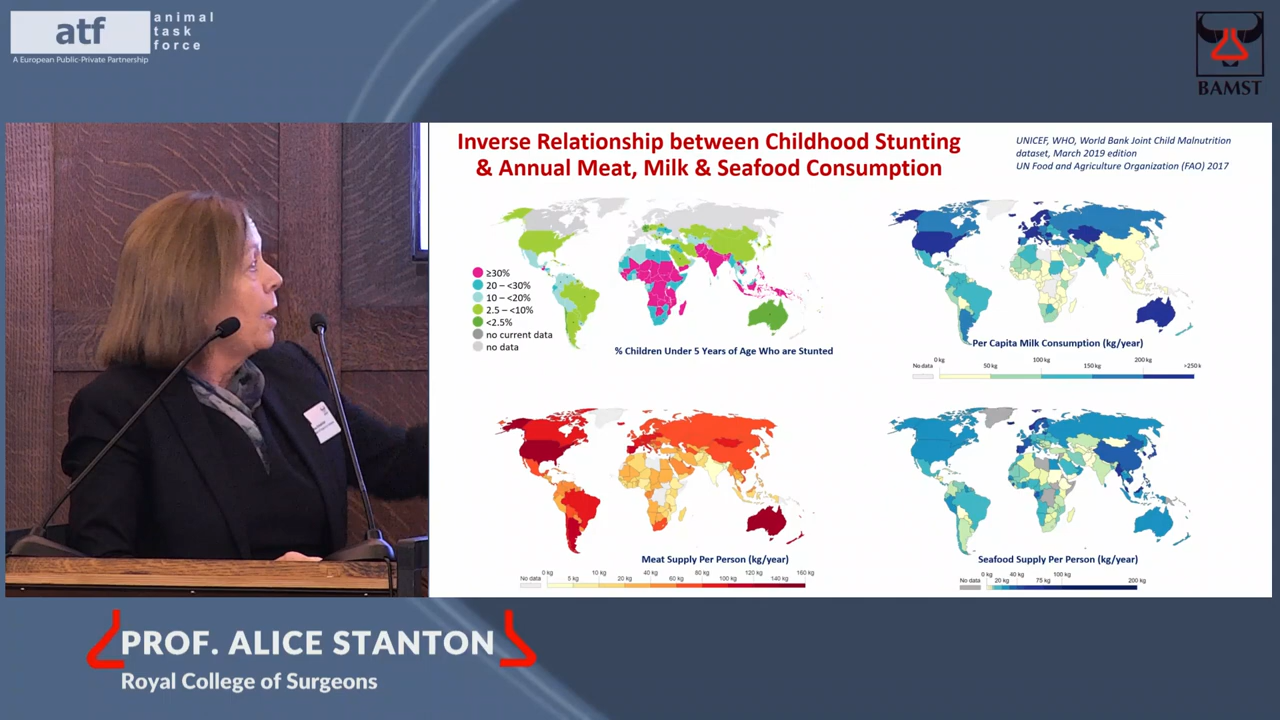 atf
animal
task
force
A European Public-Private Partnership
BAMST
Inverse Relationship between Childhood Stunting
& Annual Meat, Milk & Seafood Consumption
UNICEF, WHO, World Bank Joint Child Malnutrition
dataset, March 2019 edition
UN Food and Agriculture Organization (FAO) 2017
≥30%
20 – <30%
10 – <20%
2.5 – <10%
<2.5%
no current data
no data
% Children Under 5 Years of Age Who are Stunted
Per Capita Milk Consumption (kg/year)
0 kg 100 kg 200 kg
No data 50 kg 150 kg >250 k
Meat Supply Per Person (kg/year)
0 kg 10 kg 40 kg 80 kg 120 kg 160 kg
No data 5 kg 20 kg 60 kg 100 kg 140 kg
Seafood Supply Per Person (kg/year)
0 kg 40 kg 100 kg
No data 20 kg 75 kg 200 kg
PROF. ALICE STANTON
Royal College of Surgeons